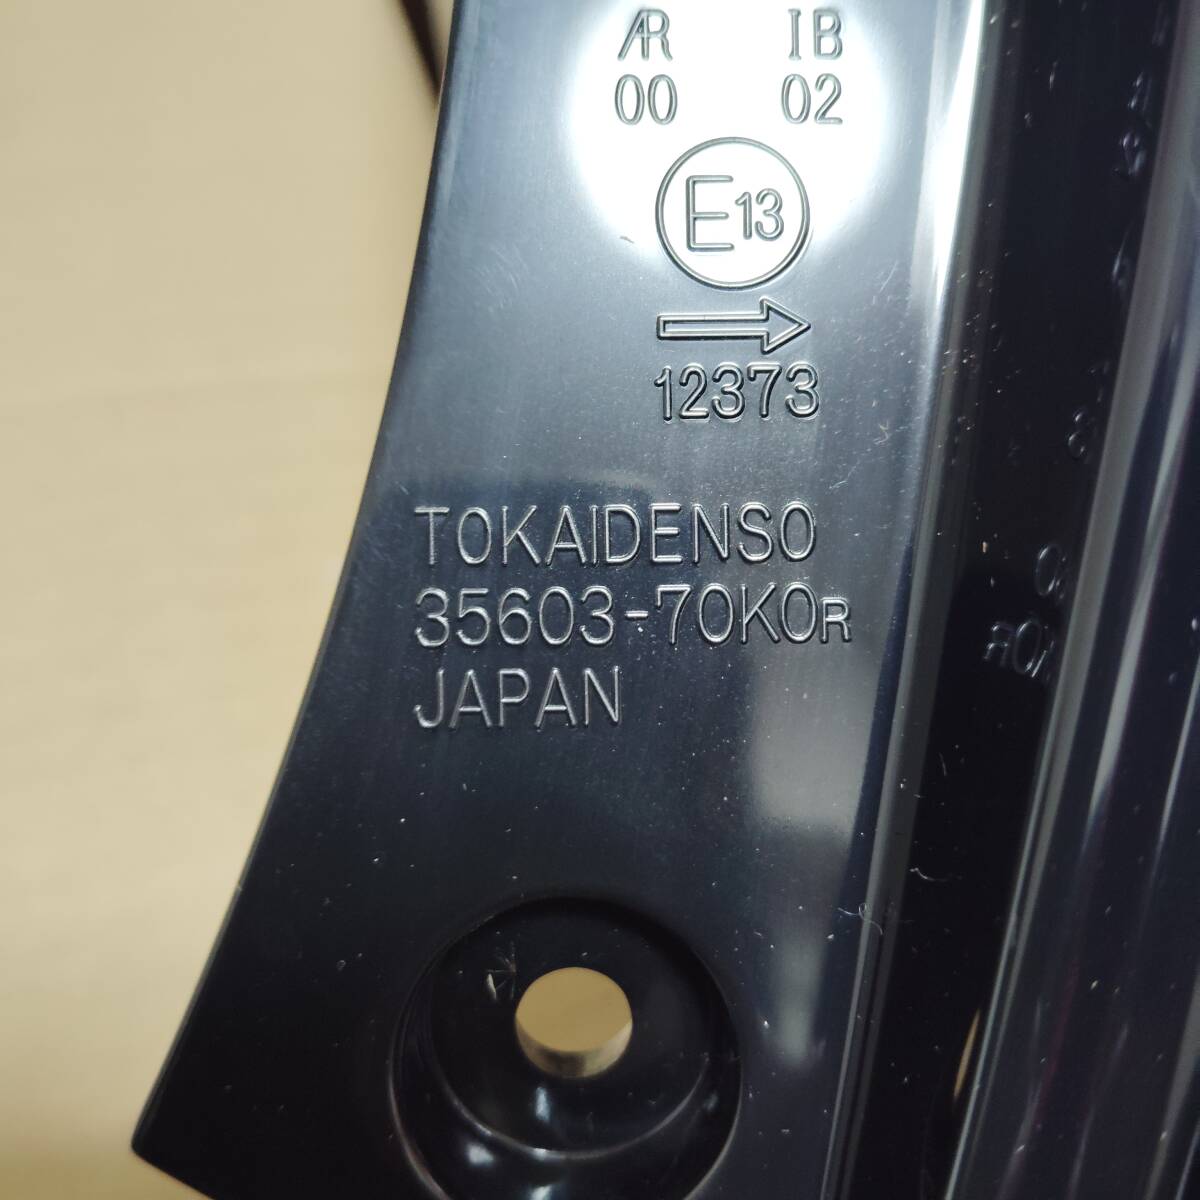 AR IB
00 02
E13
12373
TOKAIDENSO
35603-70K0R
JAPAN